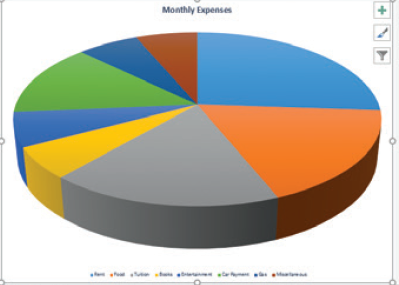 Monthly Expenses
Rent Food Tuition Books Entertainment Car Payment Gas Miscellaneous